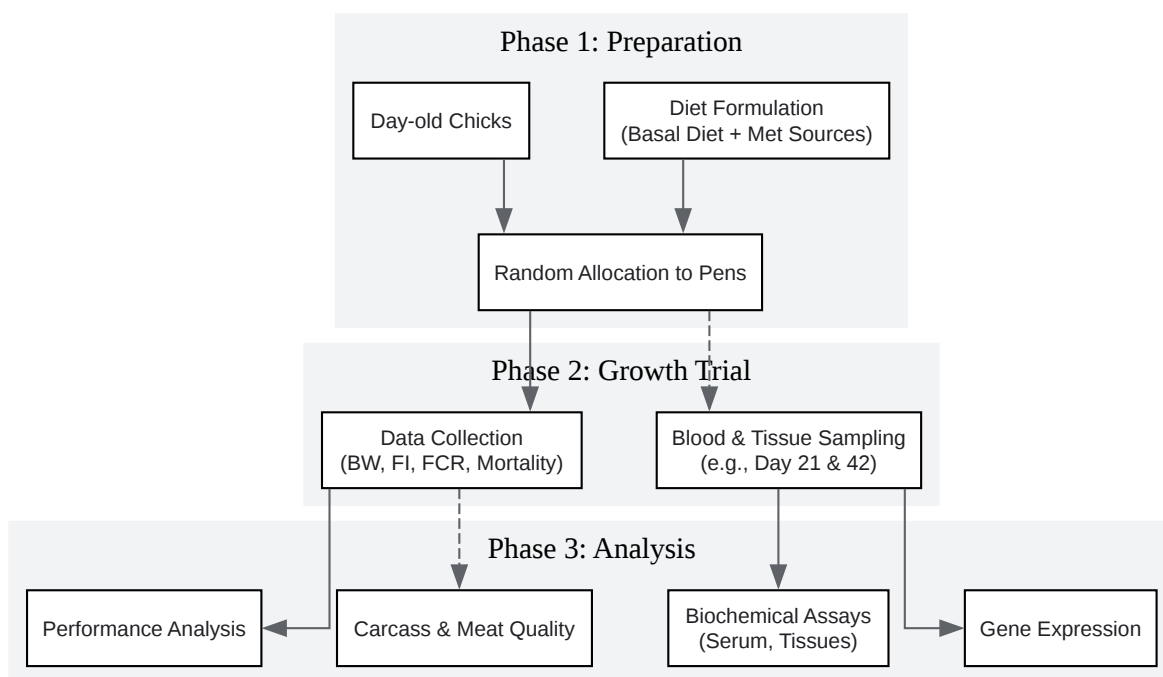 Phase 1: Preparation
Day-old Chicks
Diet Formulation
(Basal Diet + Met Sources)
Random Allocation to Pens
Phase 2: Growth Trial
Data Collection
(BW, FI, FCR, Mortality)
Blood & Tissue Sampling
(e.g., Day 21 & 42)
Phase 3: Analysis
Performance Analysis
Carcass & Meat Quality
Biochemical Assays
(Serum, Tissues)
Gene Expression